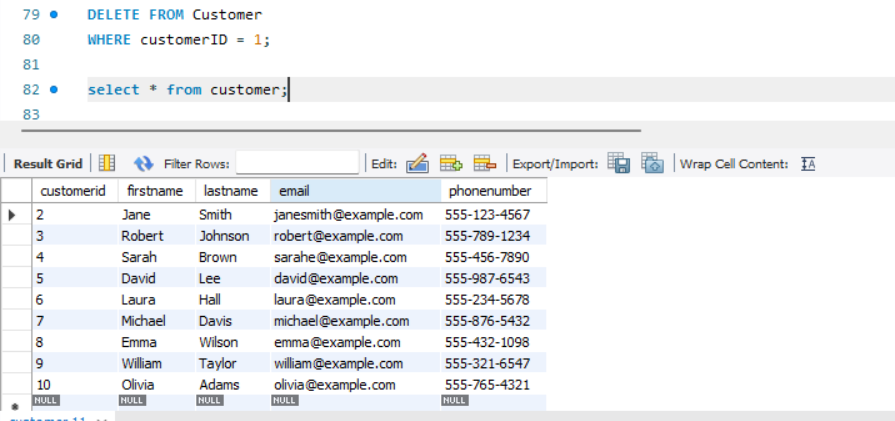 79 DELETE FROM Customer
80 WHERE customerID = 1;
81
82 select * from customer;
83
Result Grid Filter Rows: Edit: Export/Import: Wrap Cell Content: IA
customerid firstname lastname email phonenumber
2 Jane Smith janesmith@example.com 555-123-4567
3 Robert Johnson robert@example.com 555-789-1234
4 Sarah Brown sarahe@example.com 555-456-7890
5 David Lee david@example.com 555-987-6543
6 Laura Hall laura@example.com 555-234-5678
7 Michael Davis michael@example.com 555-876-5432
8 Emma Wilson emma@example.com 555-432-1098
9 William Taylor william@example.com 555-321-6547
10 Olivia Adams olivia@example.com 555-765-4321
NULL NULL NULL NULL NULL